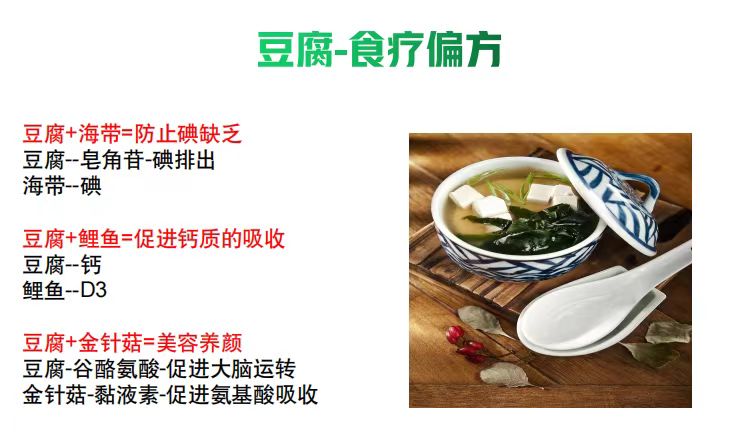 豆腐-食疗偏方
豆腐+海带=防止碘缺乏
豆腐--皂角苷-碘排出
海带--碘
豆腐+鲤鱼=促进钙质的吸收
豆腐--钙
鲤鱼--D3
豆腐+金针菇=美容养颜
豆腐-谷酪氨酸-促进大脑运转
金针菇-黏液素-促进氨基酸吸收